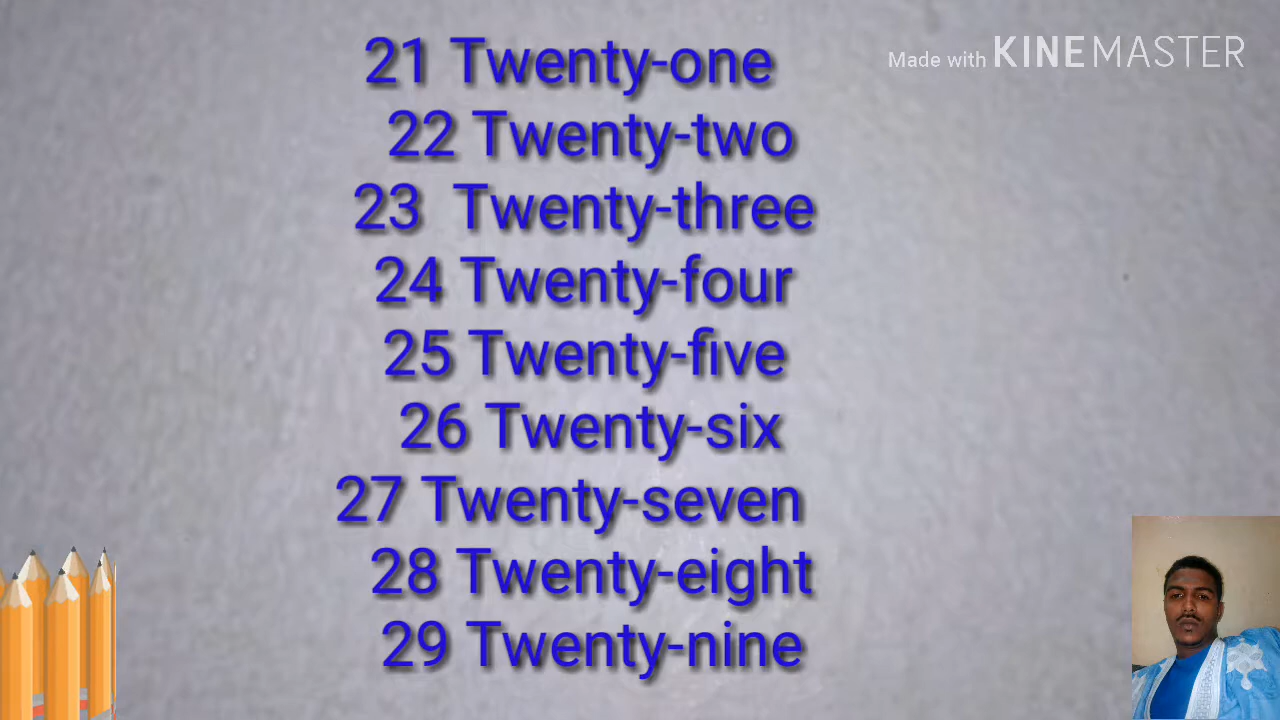 21 Twenty-one
Made with KINEMASTER
22 Twenty-two
23 Twenty-three
24 Twenty-four
25 Twenty-five
26 Twenty-six
27 Twenty-seven
28 Twenty-eight
29 Twenty-nine